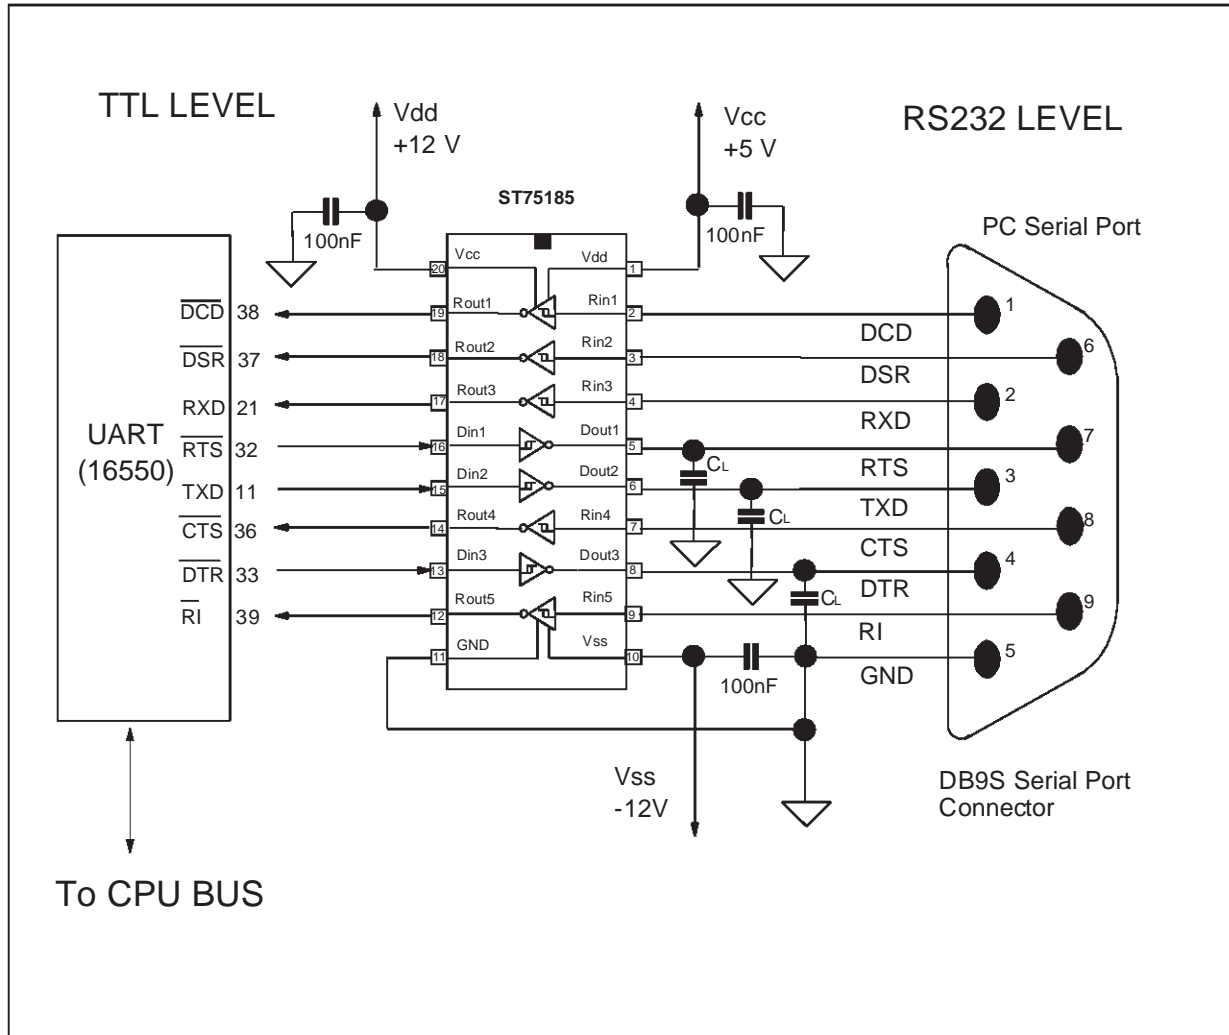 TTL LEVEL
Vdd
+12 V
Vcc
+5 V
RS232 LEVEL
ST75185
100nF
100nF
PC Serial Port
UART
(16550)
DCD 38
DSR 37
RXD 21
RTS 32
TXD 11
CTS 36
DTR 33
RI 39
20 Vcc Vdd 1
19 Rout1 Rin1 2
18 Rout2 Rin2 3
17 Rout3 Rin3 4
16 Din1 Dout1 5
15 Din2 Dout2 6
14 Rout4 Rin4 7
13 Din3 Dout3 8
12 Rout5 Rin5 9
11 GND Vss 10
CL
CL
CL
100nF
DCD 1
DSR 6
RXD 2
RTS 7
TXD 3
CTS 8
DTR 4
RI 9
GND 5
Vss
-12V
DB9S Serial Port
Connector
To CPU BUS